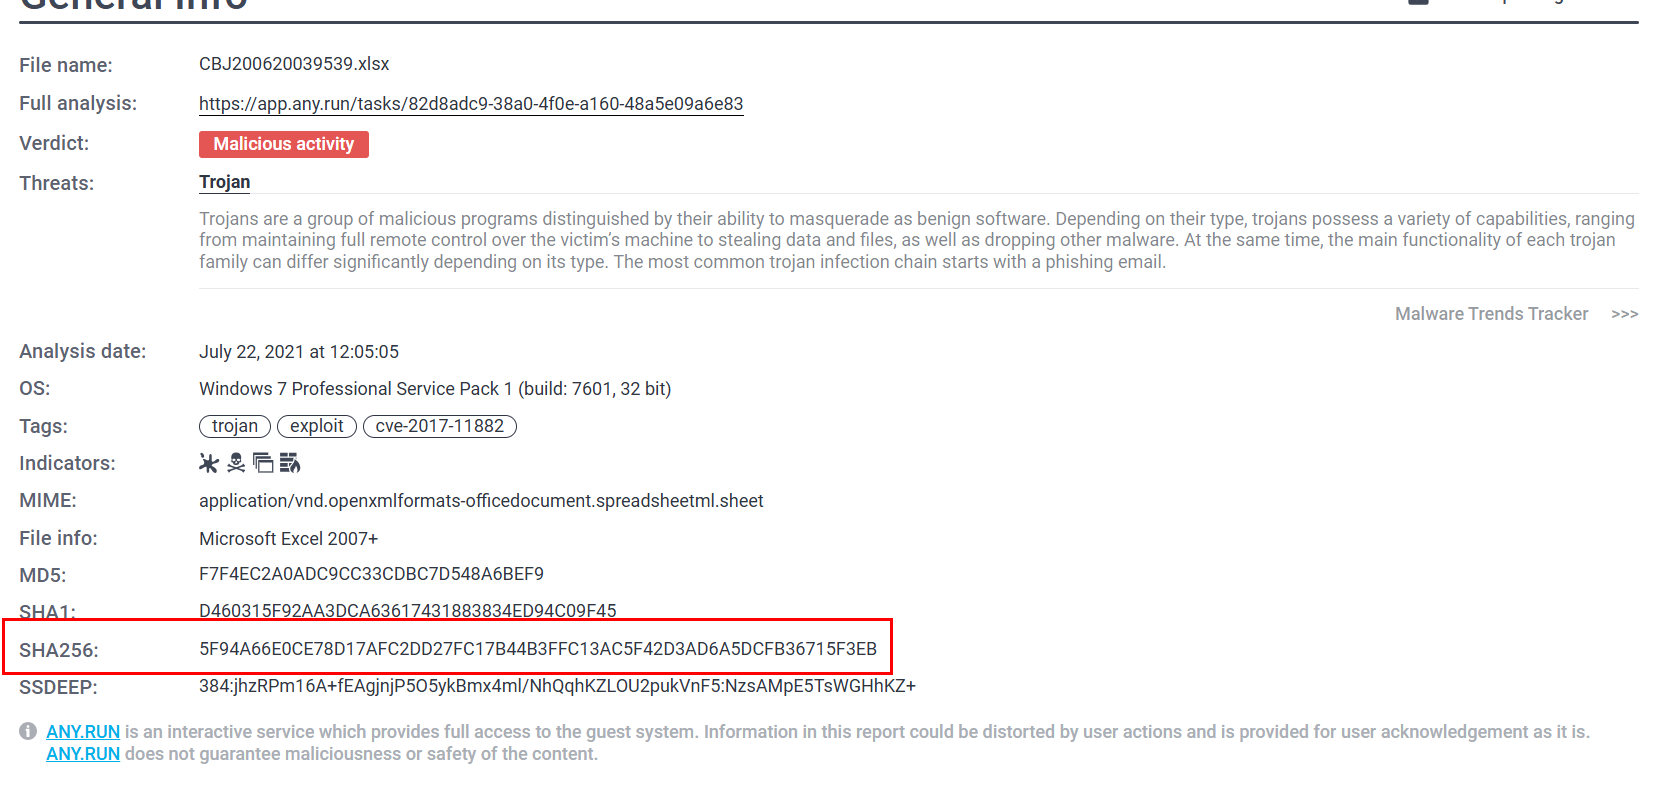 General Info
File name: CBJ200620039539.xlsx
Full analysis: https://app.any.run/tasks/82d8adc9-38a0-4f0e-a160-48a5e09a6e83
Verdict: Malicious activity
Threats: Trojan
Trojans are a group of malicious programs distinguished by their ability to masquerade as benign software. Depending on their type, trojans possess a variety of capabilities, ranging
from maintaining full remote control over the victim's machine to stealing data and files, as well as dropping other malware. At the same time, the main functionality of each trojan
family can differ significantly depending on its type. The most common trojan infection chain starts with a phishing email.
Malware Trends Tracker >>>
Analysis date: July 22, 2021 at 12:05:05
OS: Windows 7 Professional Service Pack 1 (build: 7601, 32 bit)
Tags: trojan exploit cve-2017-11882
Indicators:
MIME: application/vnd.openxmlformats-officedocument.spreadsheetml.sheet
File info: Microsoft Excel 2007+
MD5: F7F4EC2A0ADC9CC33CDBC7D548A6BEF9
SHA1: D460315F92AA3DCA63617431883834ED94C09F45
SHA256: 5F94A66E0CE78D17AFC2DD27FC17B44B3FFC13AC5F42D3AD6A5DCFB36715F3EB
SSDEEP: 384:jhzRPm16A+fEAgjnjP5O5ykBmx4ml/NhQqhKZLOU2pukVnF5:NzsAMpE5TsWGHhKZ+
ANY.RUN is an interactive service which provides full access to the guest system. Information in this report could be distorted by user actions and is provided for user acknowledgement as it is.
ANY.RUN does not guarantee maliciousness or safety of the content.